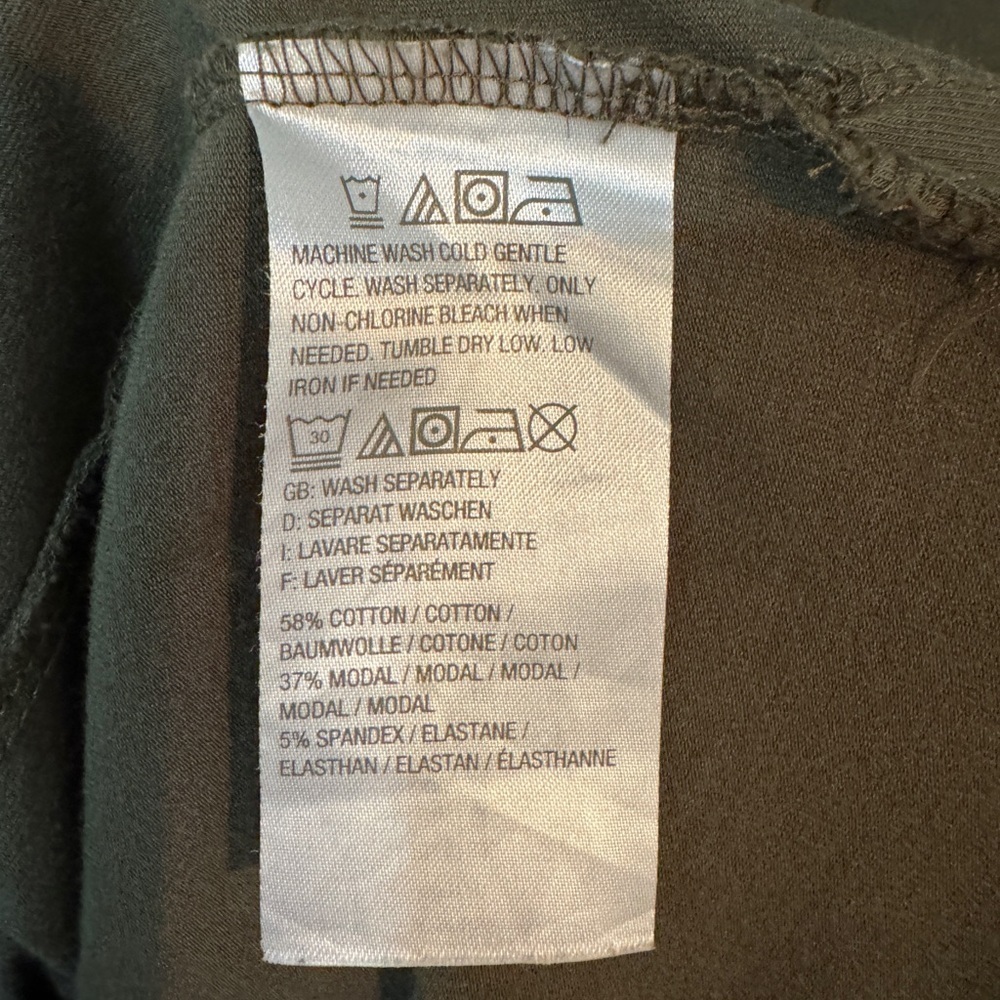 MACHINE WASH COLD GENTLE
CYCLE. WASH SEPARATELY. ONLY
NON-CHLORINE BLEACH WHEN
NEEDED. TUMBLE DRY LOW. LOW
IRON IF NEEDED
30
GB: WASH SEPARATELY
D: SEPARAT WASCHEN
I: LAVARE SEPARATAMENTE
F: LAVER SÉPARÉMENT
58% COTTON / COTTON /
BAUMWOLLE / COTONE / COTON
37% MODAL / MODAL / MODAL /
MODAL / MODAL
5% SPANDEX / ELASTANE /
ELASTHAN / ELASTAN / ÉLASTHANNE